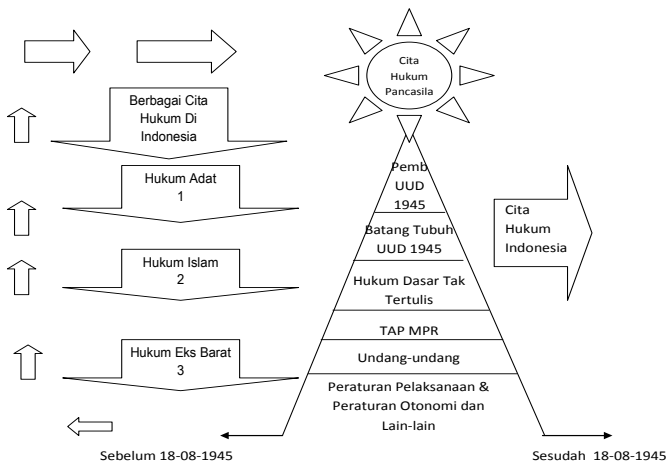 Cita
Hukum
Pancasila
Berbagai Cita
Hukum Di
Indonesia
Hukum Adat
1
Hukum Islam
2
Hukum Eks Barat
3
Pemb
UUD
1945
Batang Tubuh
UUD 1945
Hukum Dasar Tak
Tertulis
TAP MPR
Undang-undang
Peraturan Pelaksanaan &
Peraturan Otonomi dan
Lain-lain
Cita
Hukum
Indonesia
Sebelum 18-08-1945
Sesudah 18-08-1945